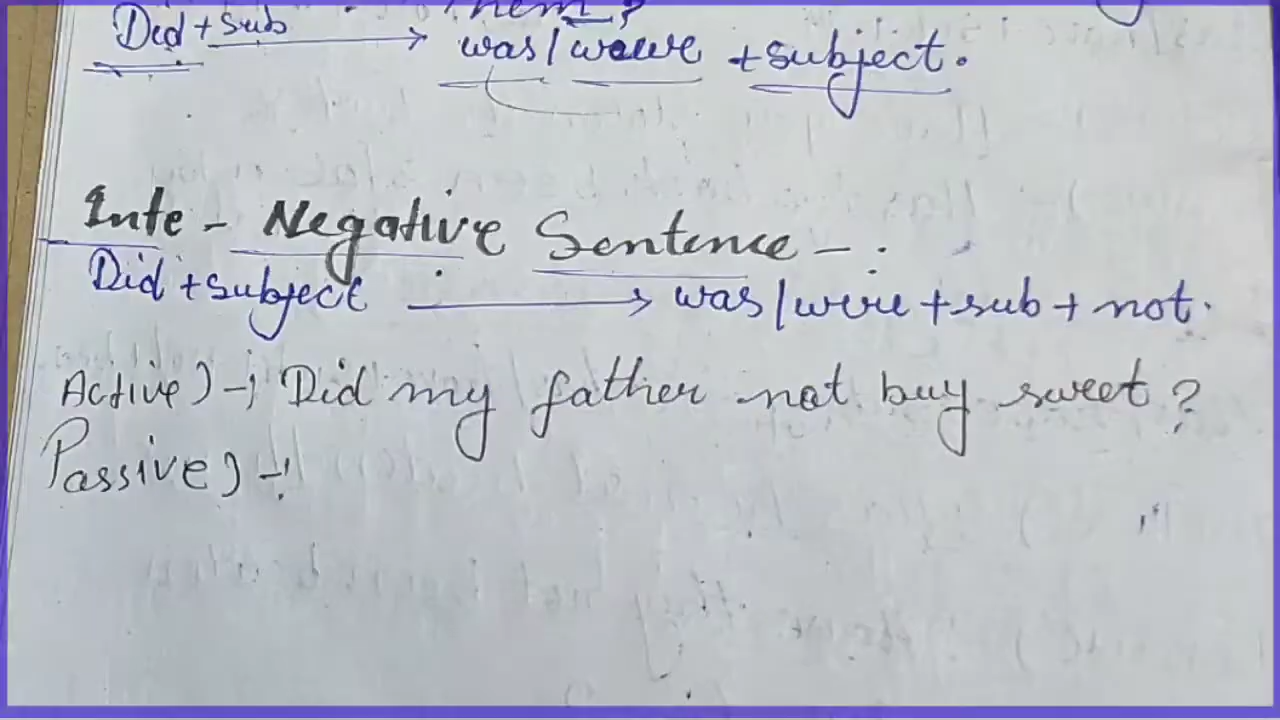 them?
Did + sub → was/were + subject.
Inte - Negative Sentence - :
Did + subject → was/were + sub + not.
Active) -; Did my father not buy sweet?
Passive) -;